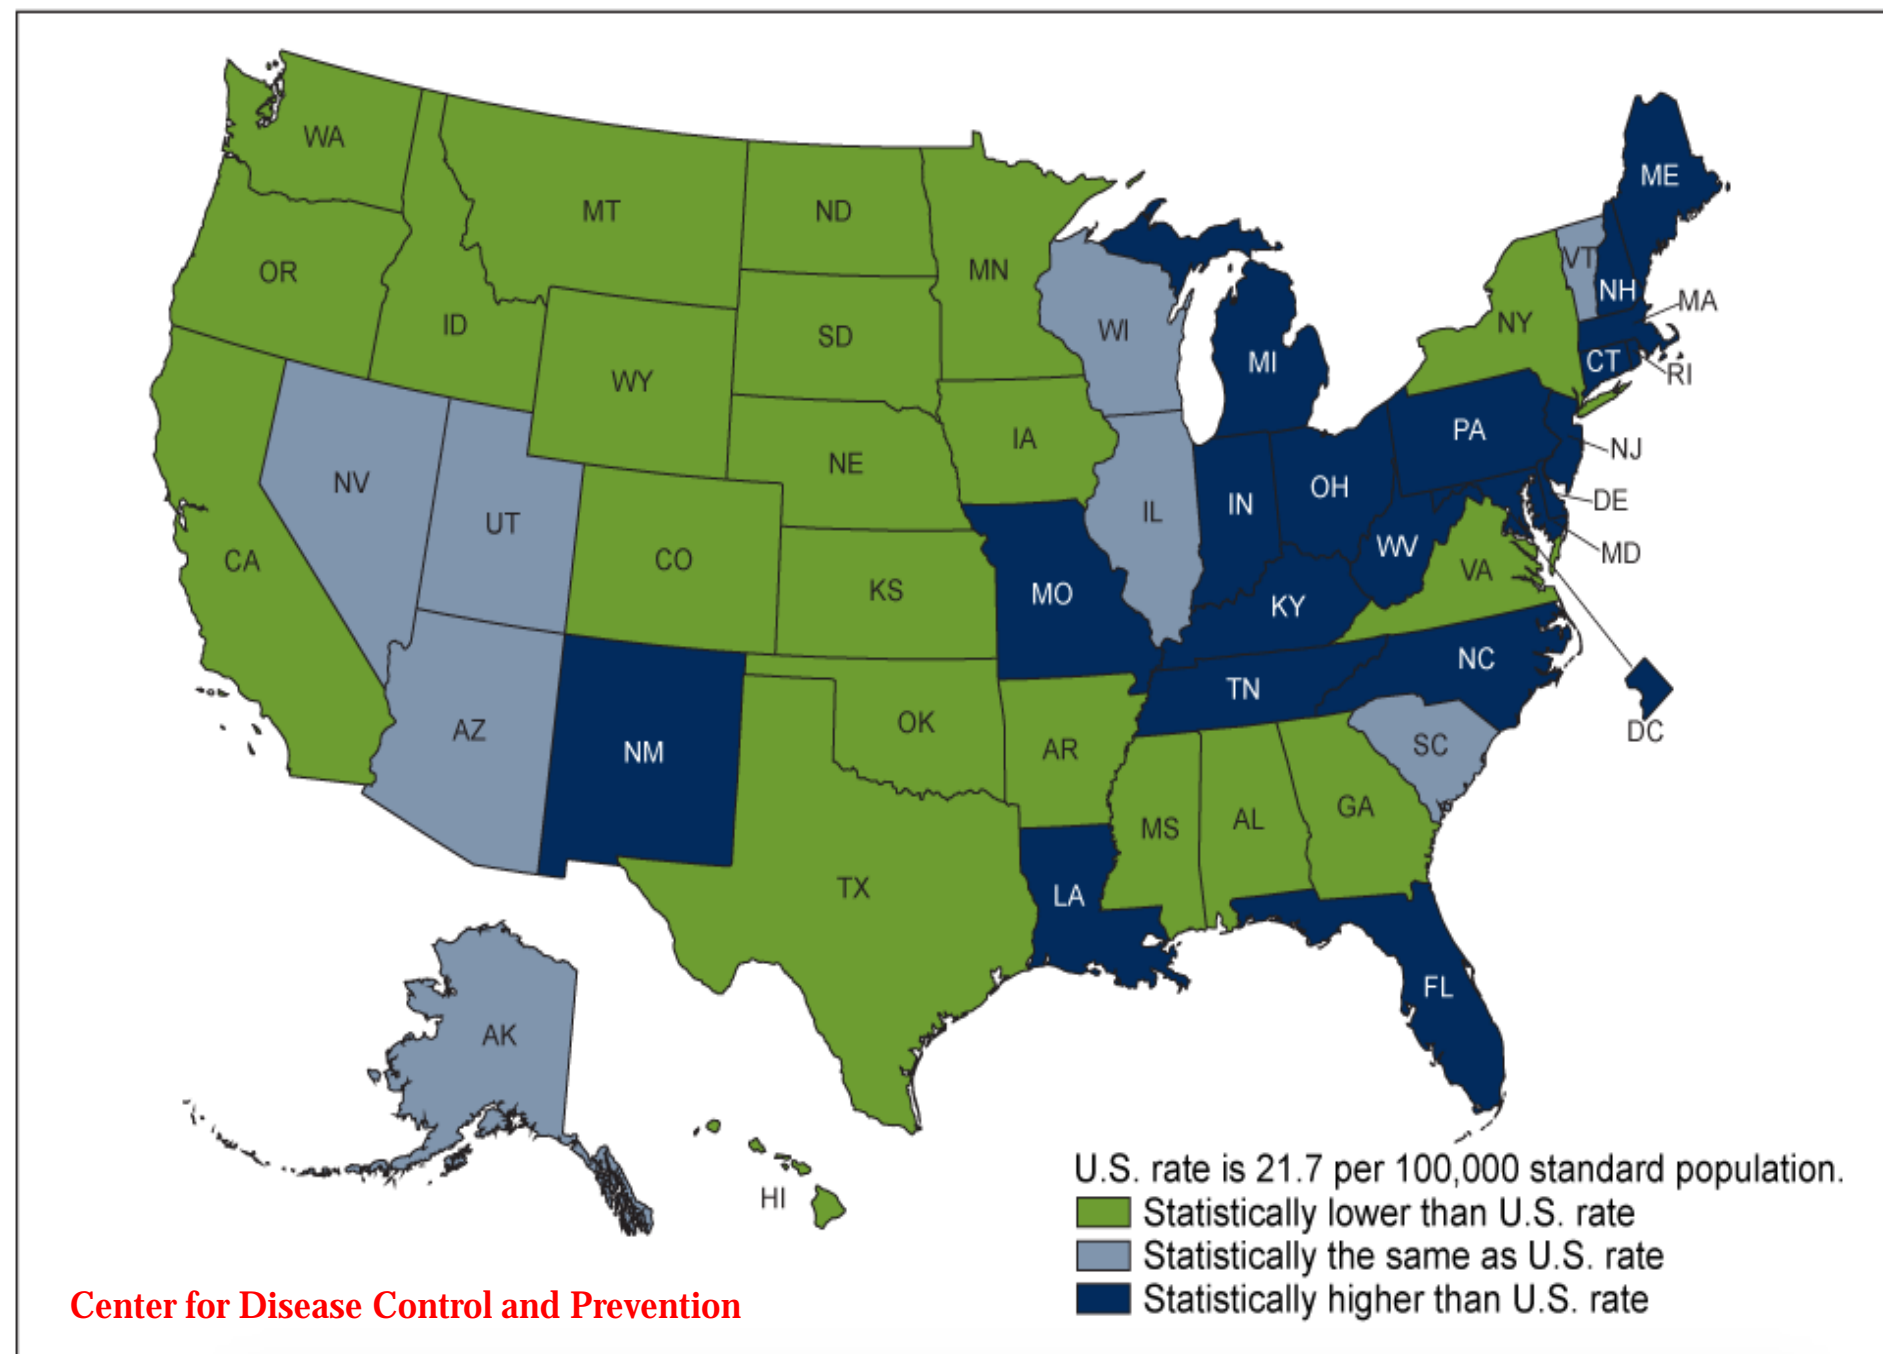 WA
MT
ND
MN
ME
OR
ID
SD
WI
VT
NH
MA
NY
WY
MI
CT
RI
IA
PA
NJ
NE
NV
UT
IL
IN
OH
DE
CA
CO
KS
MO
WV
VA
MD
KY
NC
TN
AZ
NM
OK
AR
SC
DC
MS
AL
GA
TX
LA
FL
AK
HI
U.S. rate is 21.7 per 100,000 standard population.
Statistically lower than U.S. rate
Statistically the same as U.S. rate
Statistically higher than U.S. rate
Center for Disease Control and Prevention